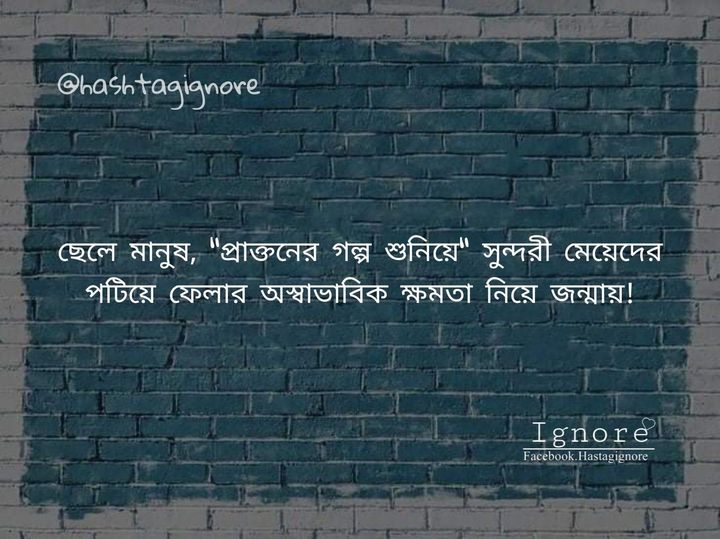 @hashtagignore
ছেলে মানুষ, "প্রাক্তনের গল্প শুনিয়ে" সুন্দরী মেয়েদের
পটিয়ে ফেলার অস্বাভাবিক ক্ষমতা নিয়ে জন্মায়!
Ignore
Facebook.Hastagignore